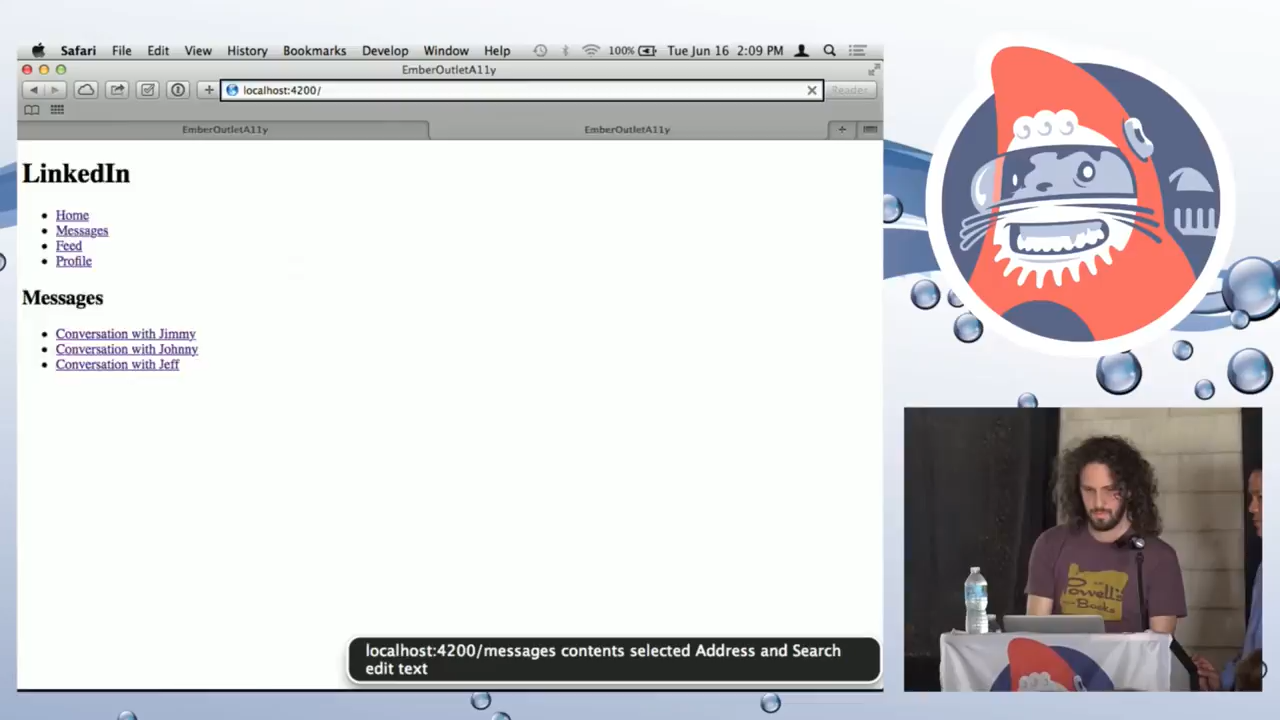 Safari File Edit View History Bookmarks Develop Window Help 100% Tue Jun 16 2:09 PM
EmberOutletA11y
localhost:4200/ Reader
EmberOutletA11y EmberOutletA11y
LinkedIn
Home
Messages
Feed
Profile
Messages
Conversation with Jimmy
Conversation with Johnny
Conversation with Jeff
localhost:4200/messages contents selected Address and Search
edit text
Powell's
Books